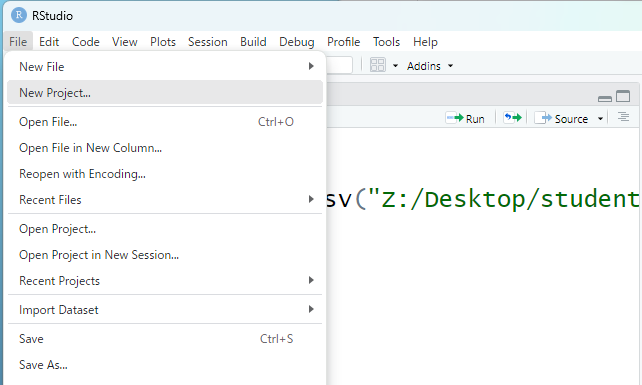 RStudio
File Edit Code View Plots Session Build Debug Profile Tools Help
New File
Addins
New Project...
Run
Source
Open File... Ctrl+O
Open File in New Column...
Reopen with Encoding...
Recent Files
sv("Z:/Desktop/student
Open Project...
Open Project in New Session...
Recent Projects
Import Dataset
Save Ctrl+S
Save As...